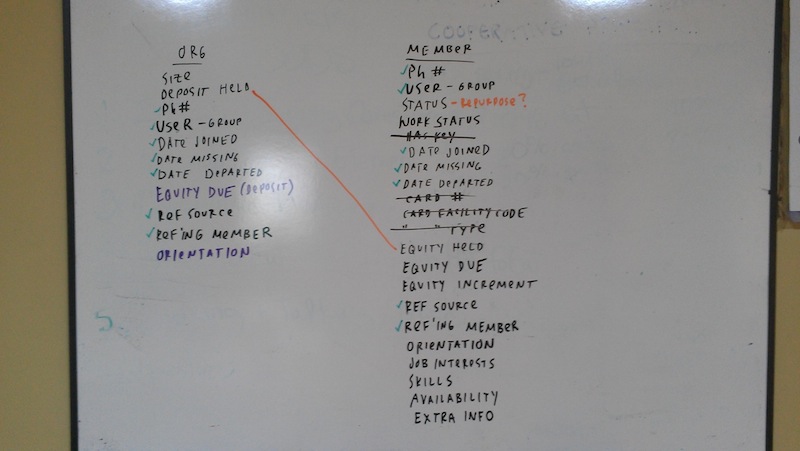 COOPERATIVE
ORG
SIZE
DEPOSIT HELD
✓ PH#
✓ USER-GROUP
✓ DATE JOINED
✓ DATE MISSING
✓ DATE DEPARTED
EQUITY DUE (DEPOSIT)
✓ REF SOURCE
✓ REF'ING MEMBER
ORIENTATION
MEMBER
✓ PH #
✓ USER-GROUP
STATUS - REPURPOSE?
WORK STATUS
HAS KEY
✓ DATE JOINED
✓ DATE MISSING
✓ DATE DEPARTED
CARD #
CARD FACILITY CODE
" " TYPE
EQUITY HELD
EQUITY DUE
EQUITY INCREMENT
✓ REF SOURCE
✓ REF'ING MEMBER
ORIENTATION
JOB INTERESTS
SKILLS
AVAILABILITY
EXTRA INFO